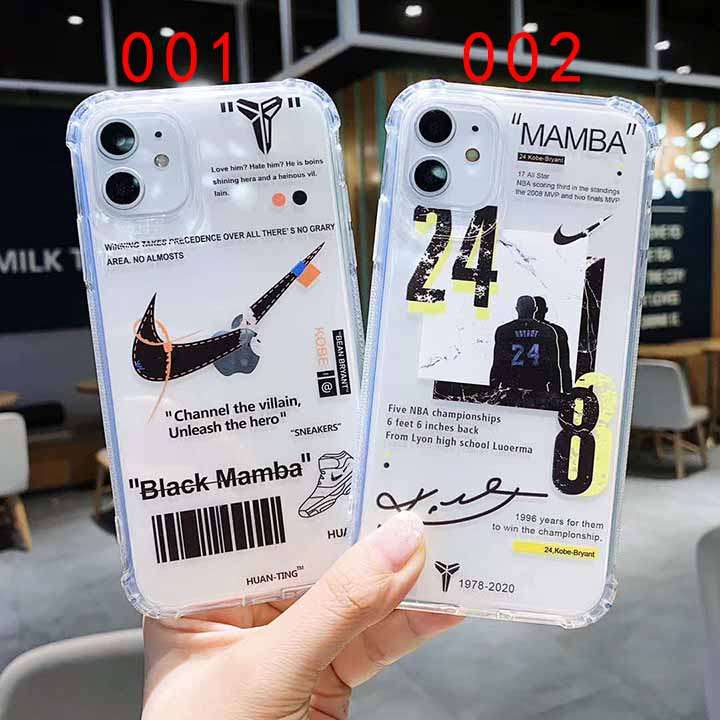 001
002
Love him? Hate him? He is boins
shining hera and a heinous vil.
lain.
WINNING TAKES PRECEDENCE OVER ALL THERE'S NO GRARY
AREA. NO ALMOSTS
KOBE
"BEAN BRYANT"
@
"Channel the villain,
Unleash the hero"
"SNEAKERS"
"Black Mamba"
HUAN-TING™
HUA
"MAMBA"
24 Kobe-Bryant
17 All Star
NBA scoring third in the standings
the 2008 MVP and two finals MVP
24
BRYANT
24
8
Five NBA championships
6 feet 6 inches back
From Lyon high school Luoerma
1996 years for them
to win the championship.
24,Kobe-Bryant
1978-2020
MILK T